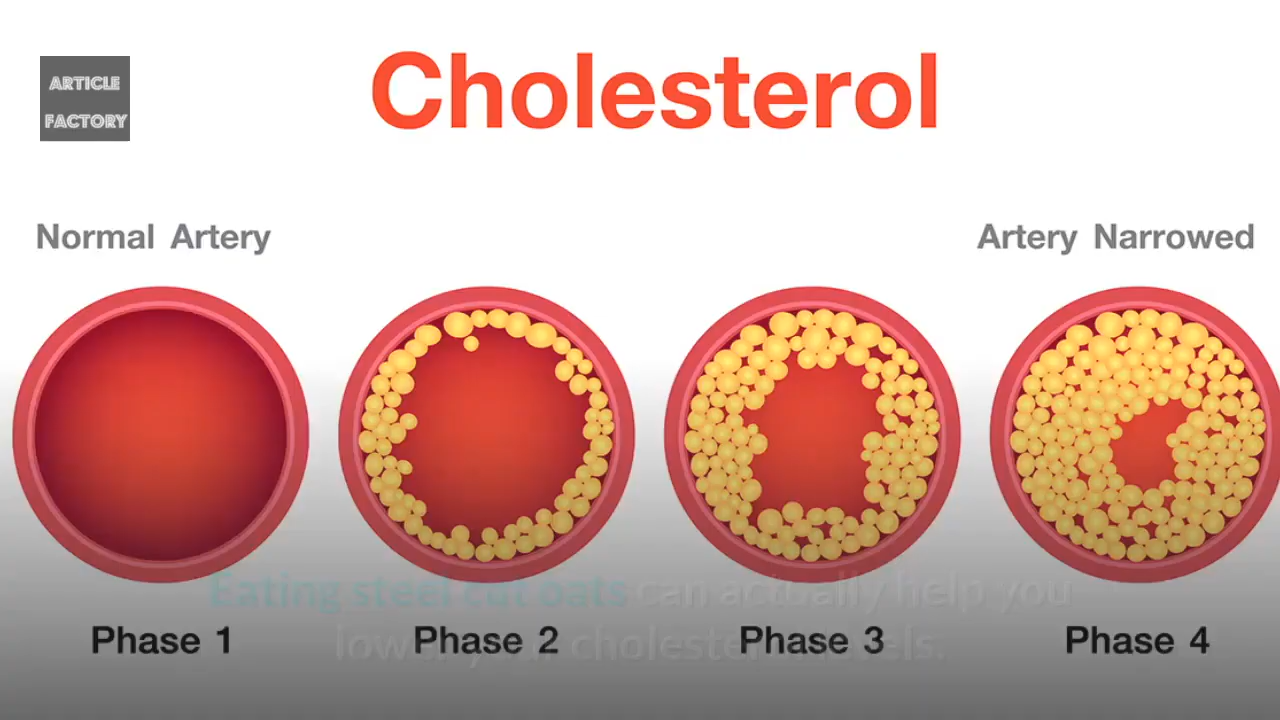 ARTICLE
FACTORY
Cholesterol
Normal Artery
Artery Narrowed
Eating steel cut oats can actually help you
lower your cholesterol levels.
Phase 1
Phase 2
Phase 3
Phase 4